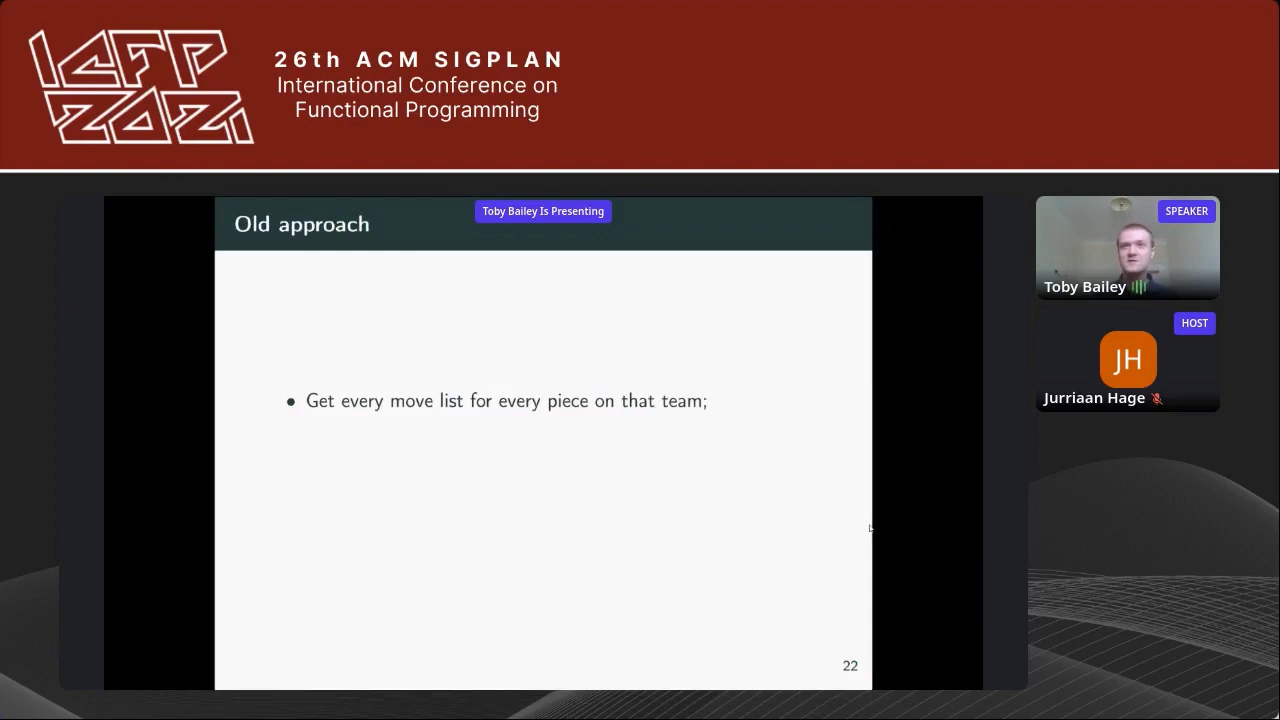 ICFP
2021
26th ACM SIGPLAN
International Conference on
Functional Programming
Old approach
Toby Bailey Is Presenting
• Get every move list for every piece on that team;
22
SPEAKER
Toby Bailey
HOST
JH
Jurriaan Hage